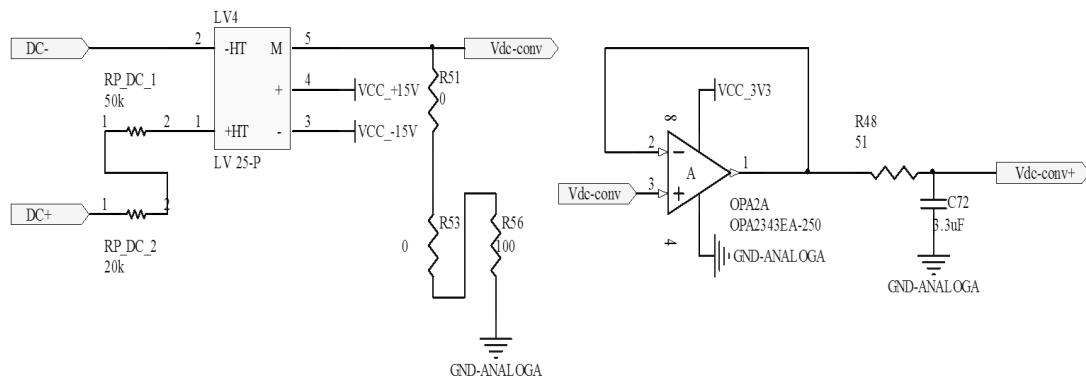 LV4
DC-
2
-HT
M
5
Vdc-conv
RP_DC_1
50k
+
4
VCC_+15V
R51
0
1
2
1
+HT
-
3
VCC_-15V
LV 25-P
DC+
1
2
RP_DC_2
20k
R53
0
R56
100
GND-ANALOGA
VCC_3V3
8
2
-
A
1
R48
51
Vdc-conv
3
+
Vdc-conv+
OPA2A
OPA2343EA-250
4
GND-ANALOGA
C72
3.3uF
GND-ANALOGA